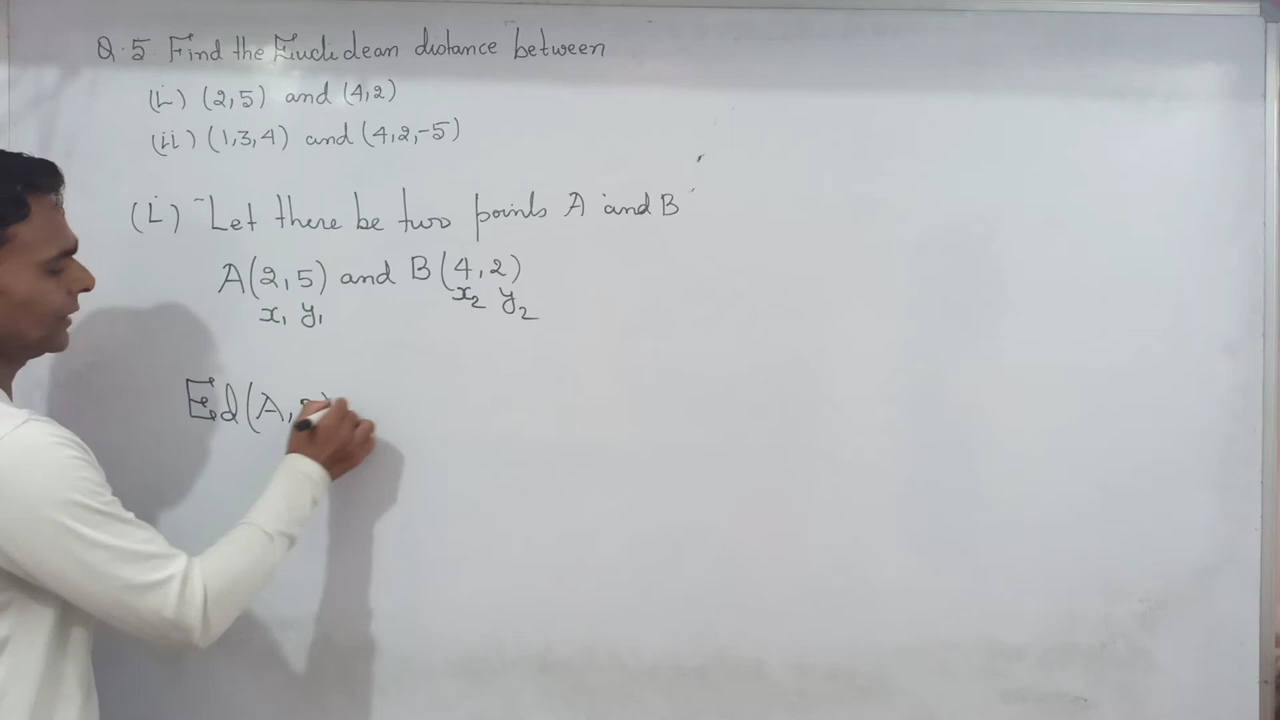 Q.5 Find the Euclidean distance between
(i) (2,5) and (4,2)
(ii) (1,3,4) and (4,2,-5)
(i) Let there be two points A and B
A(2,5) and B(4,2)
x₁ y₁ x₂ y₂
Ed(A,